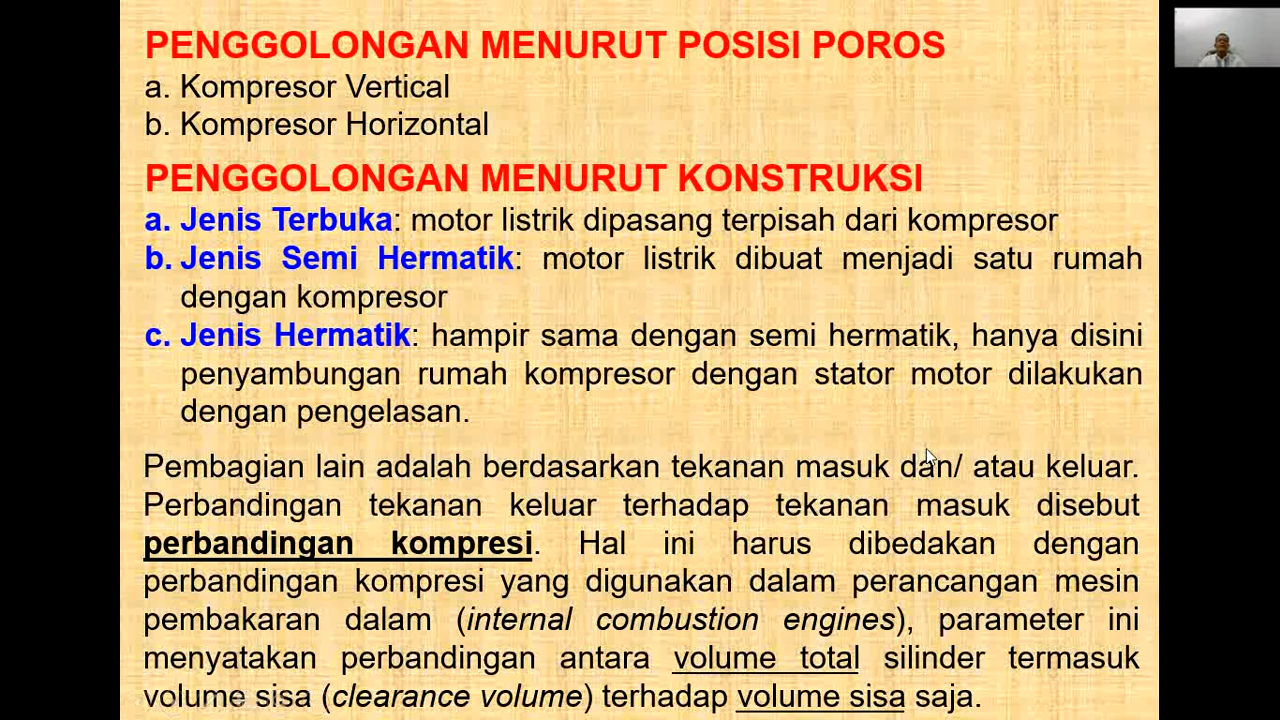 PENGGOLONGAN MENURUT POSISI POROS
a. Kompresor Vertical
b. Kompresor Horizontal
PENGGOLONGAN MENURUT KONSTRUKSI
a. Jenis Terbuka: motor listrik dipasang terpisah dari kompresor
b. Jenis Semi Hermatik: motor listrik dibuat menjadi satu rumah
dengan kompresor
c. Jenis Hermatik: hampir sama dengan semi hermatik, hanya disini
penyambungan rumah kompresor dengan stator motor dilakukan
dengan pengelasan.
Pembagian lain adalah berdasarkan tekanan masuk dan/ atau keluar.
Perbandingan tekanan keluar terhadap tekanan masuk disebut
perbandingan kompresi. Hal ini harus dibedakan dengan
perbandingan kompresi yang digunakan dalam perancangan mesin
pembakaran dalam (internal combustion engines), parameter ini
menyatakan perbandingan antara volume total silinder termasuk
volume sisa (clearance volume) terhadap volume sisa saja.